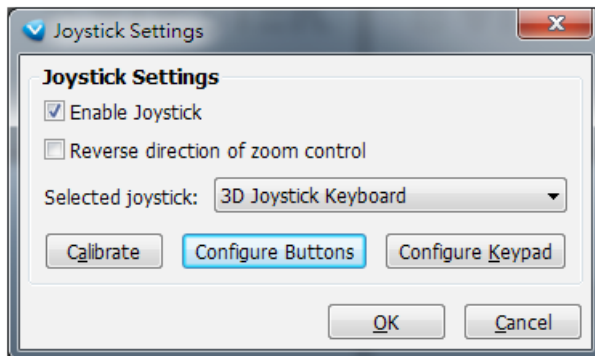 Joystick Settings
Joystick Settings
Enable Joystick
Reverse direction of zoom control
Selected joystick: 3D Joystick Keyboard
Calibrate Configure Buttons Configure Keypad
OK Cancel